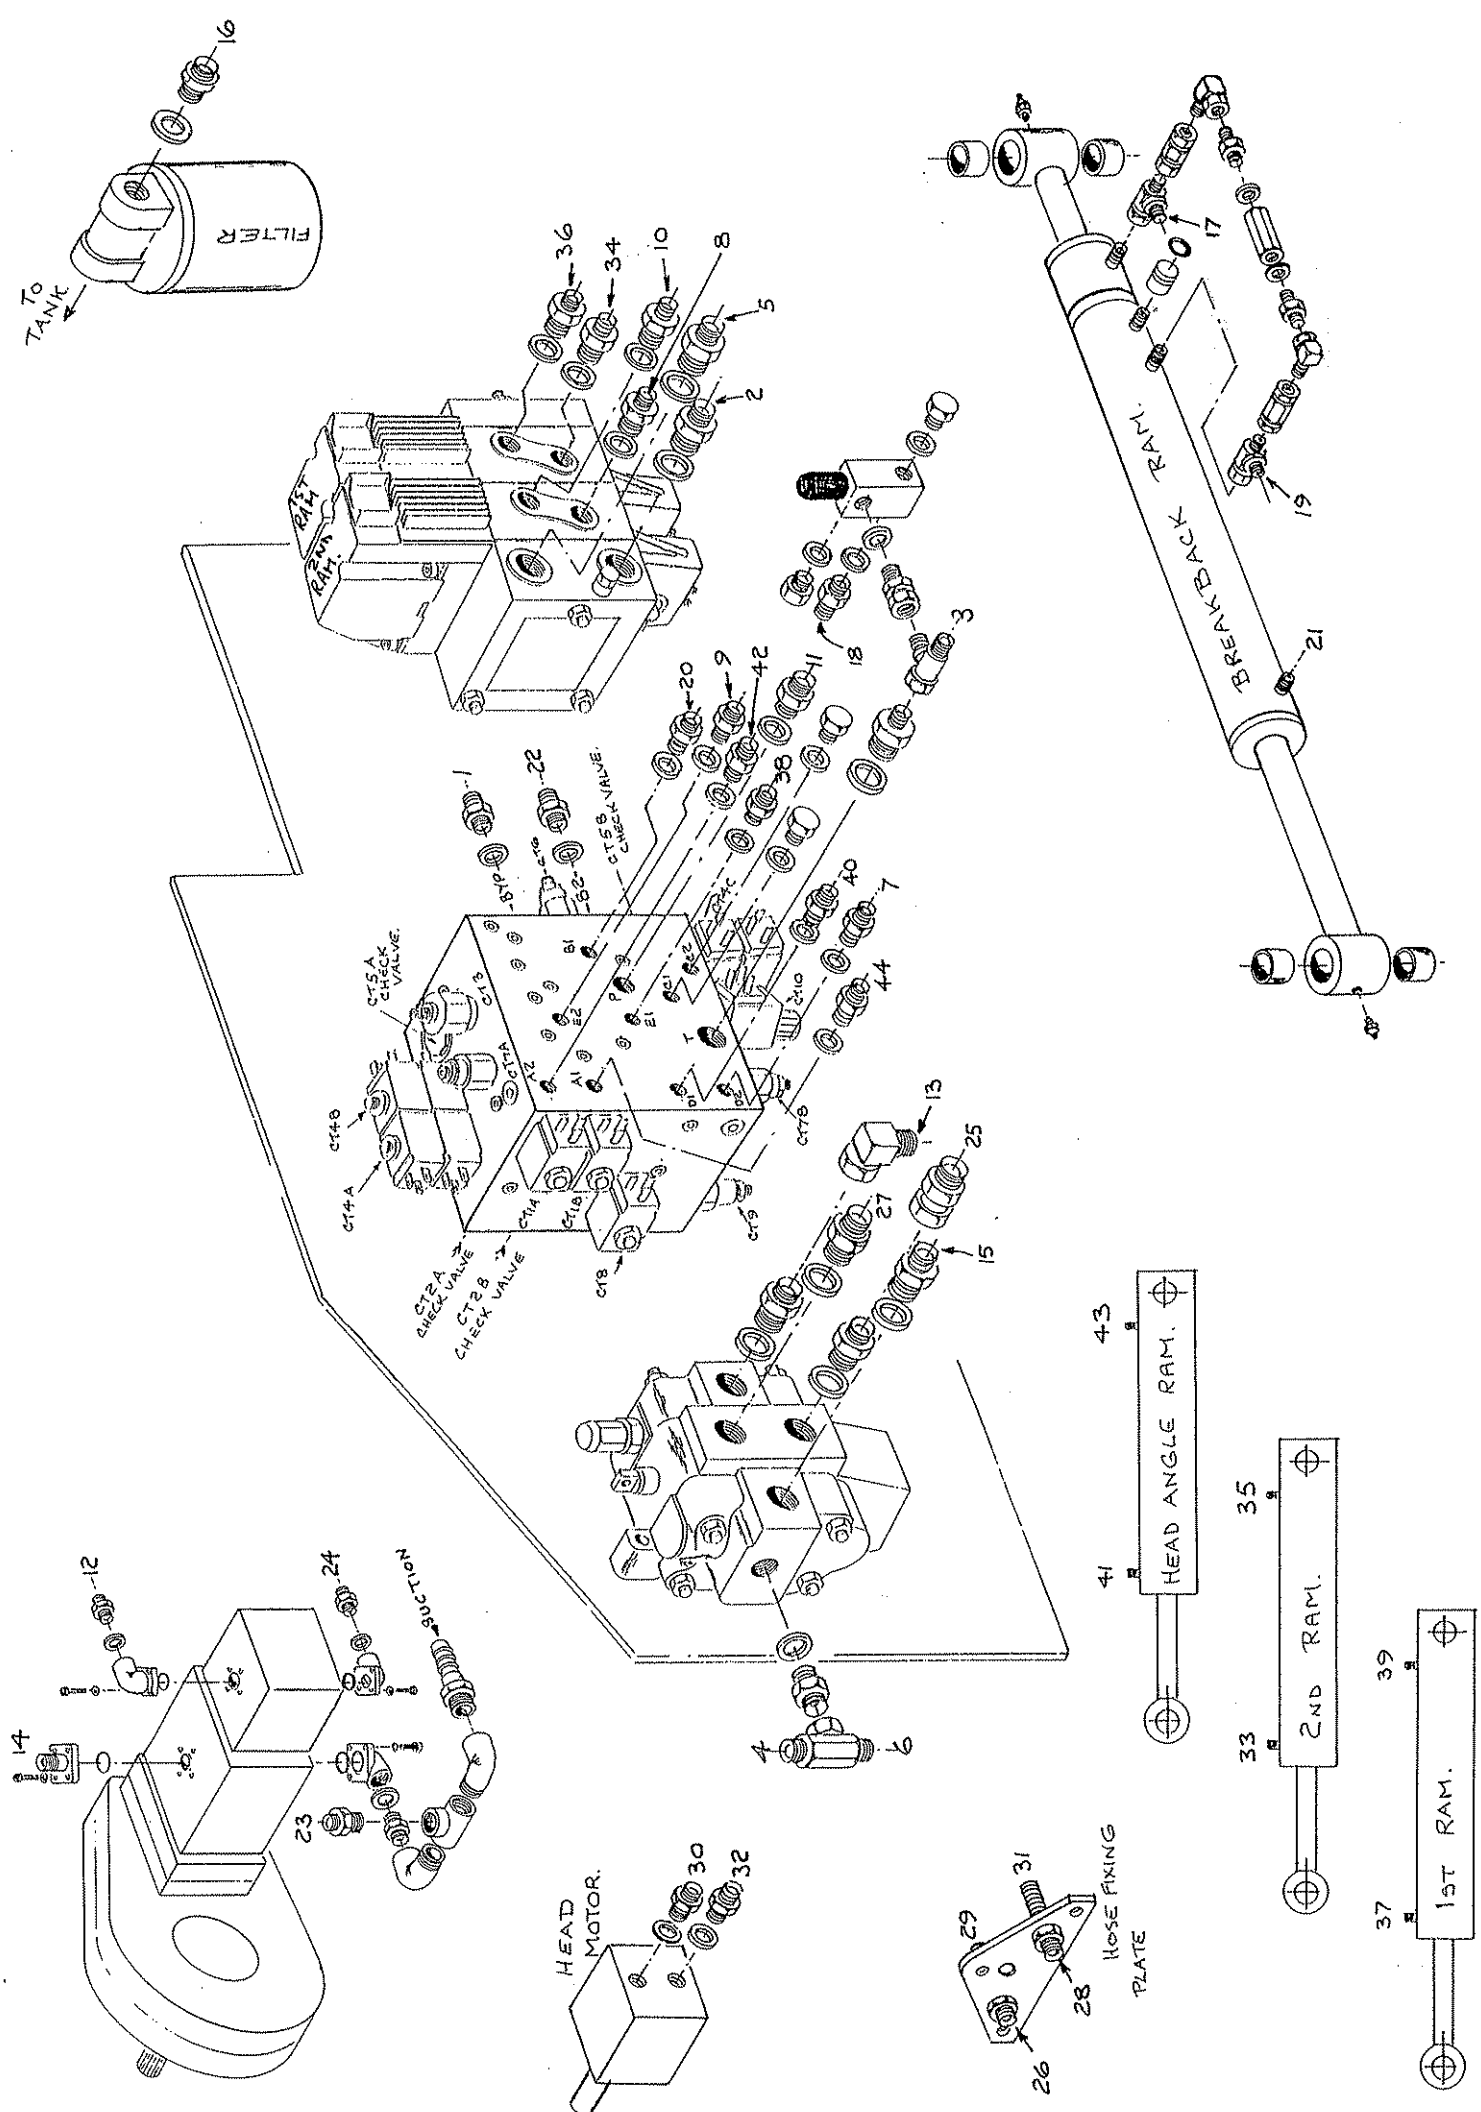 16
TO
TANK.
FILTER
36
34
10
8
5
2
1ST
RAM
2ND
RAM.
17
19
BREAKBACK RAM.
21
18
3
20
9
42
41
38
1
22
BYP
CT6
B2
CT5B
CHECK VALVE.
CT5A
CHECK
VALVE.
CT3
CT7A
CT4B
CT4A
B1
P
E2
E1
C1
C2
A2
A1
T
D1
D2
CT4C
CT10
CT7B
40
7
44
CT2A
CHECK VALVE
CT2B
CHECK VALVE
CT1A
CT1B
CT8
CT9
13
25
27
15
12
24
SUCTION
14
23
4
6
HEAD
MOTOR.
30
32
29
31
HOSE FIXING
PLATE
28
26
43
41
HEAD ANGLE RAM.
35
33
2ND RAM.
39
37
1ST RAM.